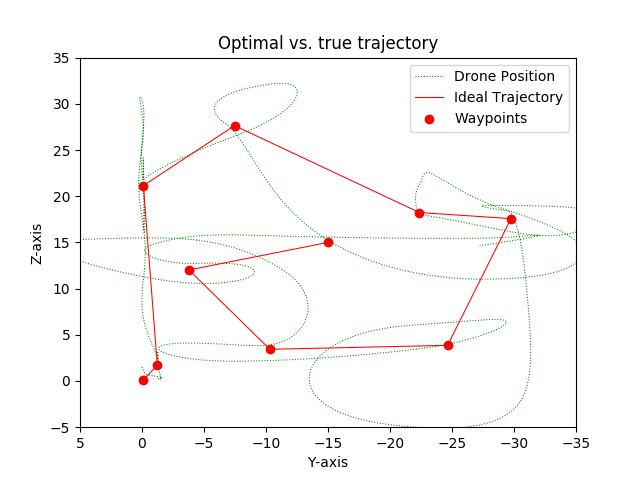 Optimal vs. true trajectory
Drone Position
Ideal Trajectory
Waypoints
35
30
25
20
15
10
5
0
−5
Z-axis
5 0 −5 −10 −15 −20 −25 −30 −35
Y-axis